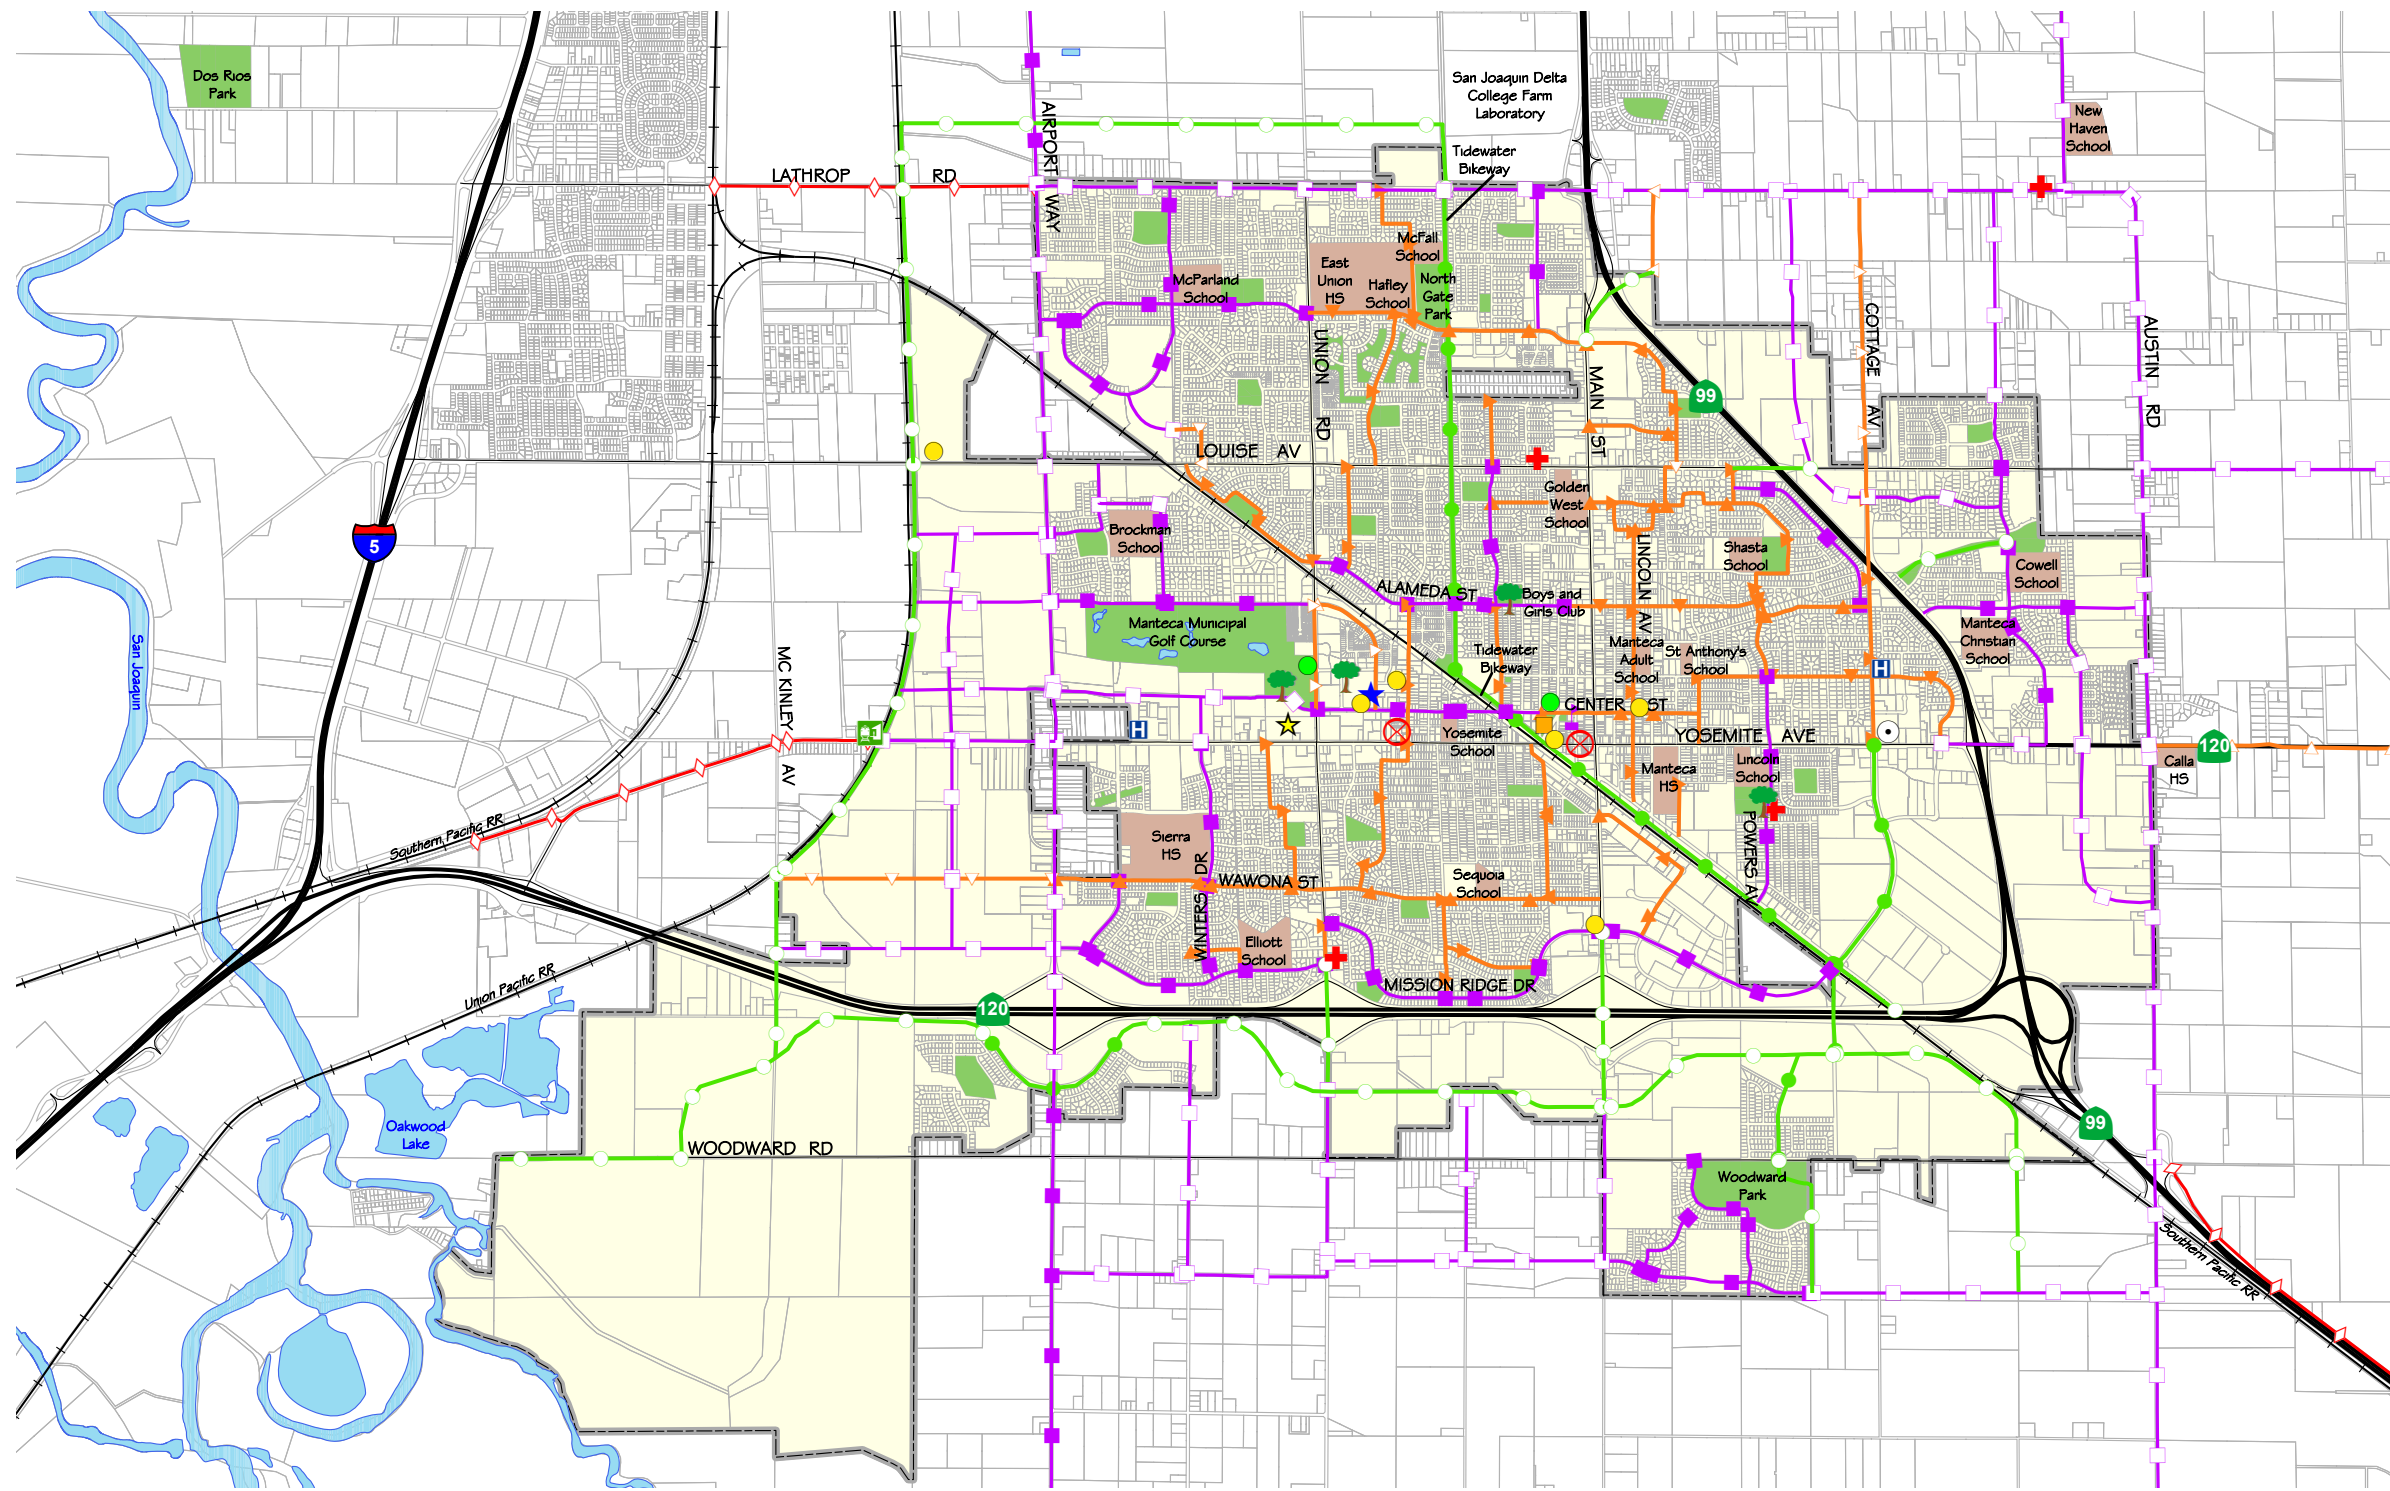 Dos Rios
Park
San Joaquin Delta
College Farm
Laboratory
New
Haven
School
AIRPORT WAY
Tidewater
Bikeway
LATHROP RD
McFall
School
East
Union
HS
Hafley
School
North
Gate
Park
McParland
School
UNION RD
MAIN ST
COTTAGE AV
AUSTIN RD
99
LOUISE AV
Golden
West
School
5
Brockman
School
LINCOLN AV
Shasta
School
Cowell
School
ALAMEDA ST
Boys and
Girls Club
Manteca Municipal
Golf Course
San Joaquin
Manteca
Christian
School
Manteca
Adult
School
St Anthony's
School
Tidewater
Bikeway
H
MC KINLEY AV
CENTER ST
H
Yosemite
School
YOSEMITE AVE
120
Calla
HS
Manteca
HS
Lincoln
School
POWERS AV
Southern Pacific RR
Sierra
HS
WINTERS DR
WAWONA ST
Sequoia
School
Elliott
School
MISSION RIDGE DR
Union Pacific RR
120
99
Oakwood
Lake
WOODWARD RD
Woodward
Park
Southern Pacific RR